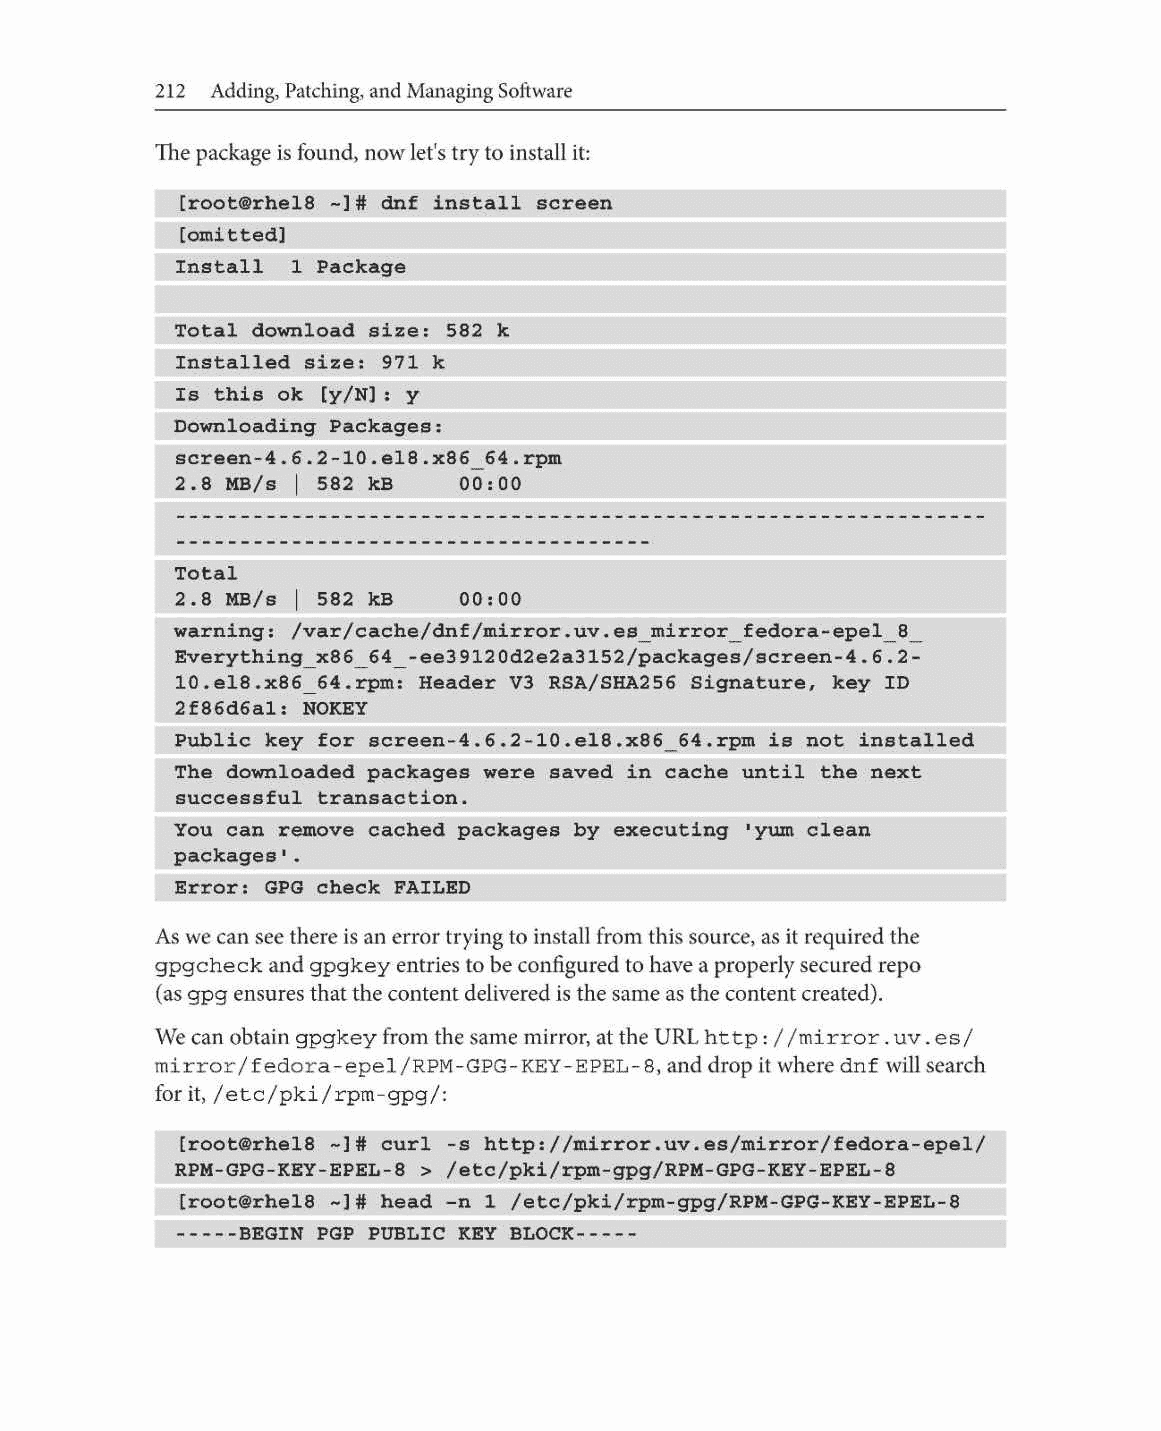 212 Adding, Patching, and Managing Software
The package is found, now let's try to install it:
[root@rhel8 ~]# dnf install screen
[omitted]
Install  1 Package
Total download size: 582 k
Installed size: 971 k
Is this ok [y/N]: y
Downloading Packages:
screen-4.6.2-10.el8.x86_64.rpm
2.8 MB/s | 582 kB     00:00
---------------------------------------------------------------
-------------------------------------
Total
2.8 MB/s | 582 kB     00:00
warning: /var/cache/dnf/mirror.uv.es_mirror_fedora-epel_8_
Everything_x86_64_-ee39120d2e2a3152/packages/screen-4.6.2-
10.el8.x86_64.rpm: Header V3 RSA/SHA256 Signature, key ID
2f86d6a1: NOKEY
Public key for screen-4.6.2-10.el8.x86_64.rpm is not installed
The downloaded packages were saved in cache until the next
successful transaction.
You can remove cached packages by executing 'yum clean
packages'.
Error: GPG check FAILED
As we can see there is an error trying to install from this source, as it required the
gpgcheck and gpgkey entries to be configured to have a properly secured repo
(as gpg ensures that the content delivered is the same as the content created).
We can obtain gpgkey from the same mirror, at the URL http://mirror.uv.es/
mirror/fedora-epel/RPM-GPG-KEY-EPEL-8, and drop it where dnf will search
for it, /etc/pki/rpm-gpg/:
[root@rhel8 ~]# curl -s http://mirror.uv.es/mirror/fedora-epel/
RPM-GPG-KEY-EPEL-8 > /etc/pki/rpm-gpg/RPM-GPG-KEY-EPEL-8
[root@rhel8 ~]# head -n 1 /etc/pki/rpm-gpg/RPM-GPG-KEY-EPEL-8
-----BEGIN PGP PUBLIC KEY BLOCK-----